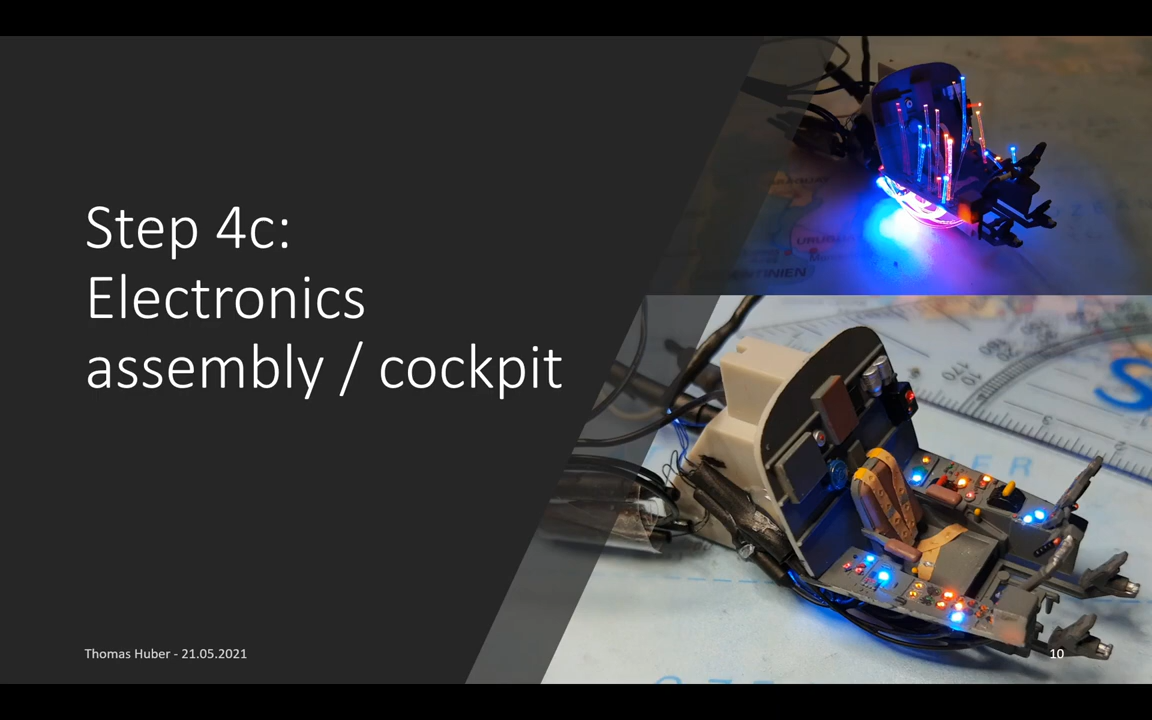 Step 4c:
Electronics
assembly / cockpit
Thomas Huber - 21.05.2021
10